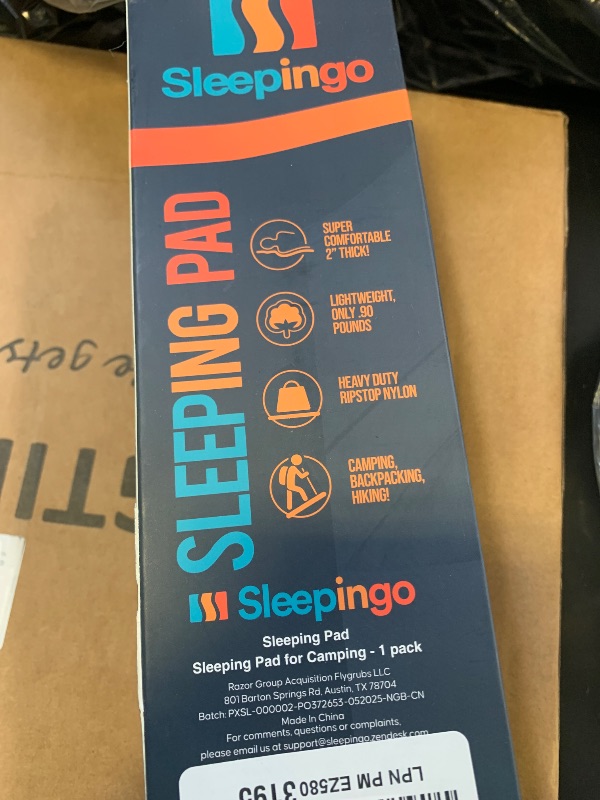 Sleepingo
SLEEPING PAD
SUPER
COMFORTABLE
2" THICK!
LIGHTWEIGHT,
ONLY .90
POUNDS
HEAVY DUTY
RIPSTOP NYLON
CAMPING,
BACKPACKING,
HIKING!
Sleepingo
Sleeping Pad
Sleeping Pad for Camping - 1 pack
Razor Group Acquisition Flygrubs LLC
801 Barton Springs Rd, Austin, TX 78704
Batch: PXSL-000002-PO372653-052025-NGB-CN
Made In China
For comments, questions or complaints,
please email us at support@sleepingo.zendesk.com
LPN PM EZ580 3195
e gets